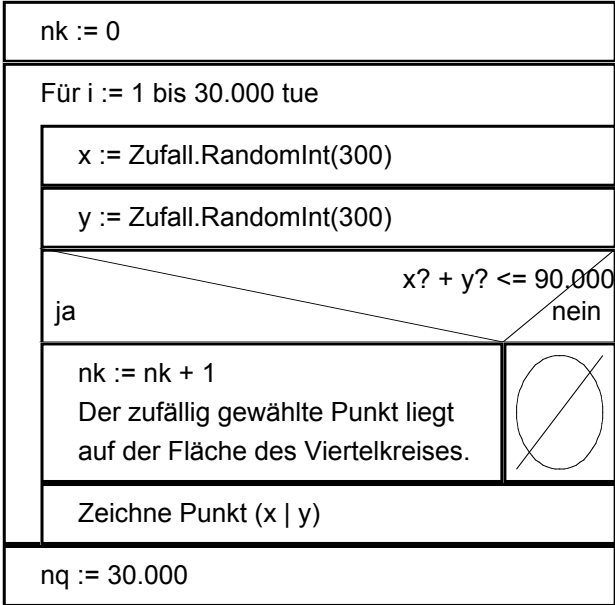 nk := 0
Für i := 1 bis 30.000 tue
x := Zufall.RandomInt(300)
y := Zufall.RandomInt(300)
x? + y? <= 90.000
ja
nein
nk := nk + 1
Der zufällig gewählte Punkt liegt
auf der Fläche des Viertelkreises.
Zeichne Punkt (x | y)
nq := 30.000